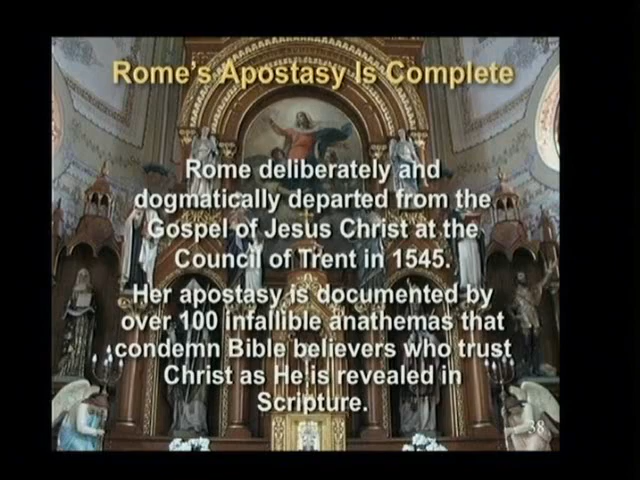 Rome's Apostasy Is Complete
Rome deliberately and
dogmatically departed from the
Gospel of Jesus Christ at the
Council of Trent in 1545.
Her apostasy is documented by
over 100 infallible anathemas that
condemn Bible believers who trust
Christ as He is revealed in
Scripture.
38